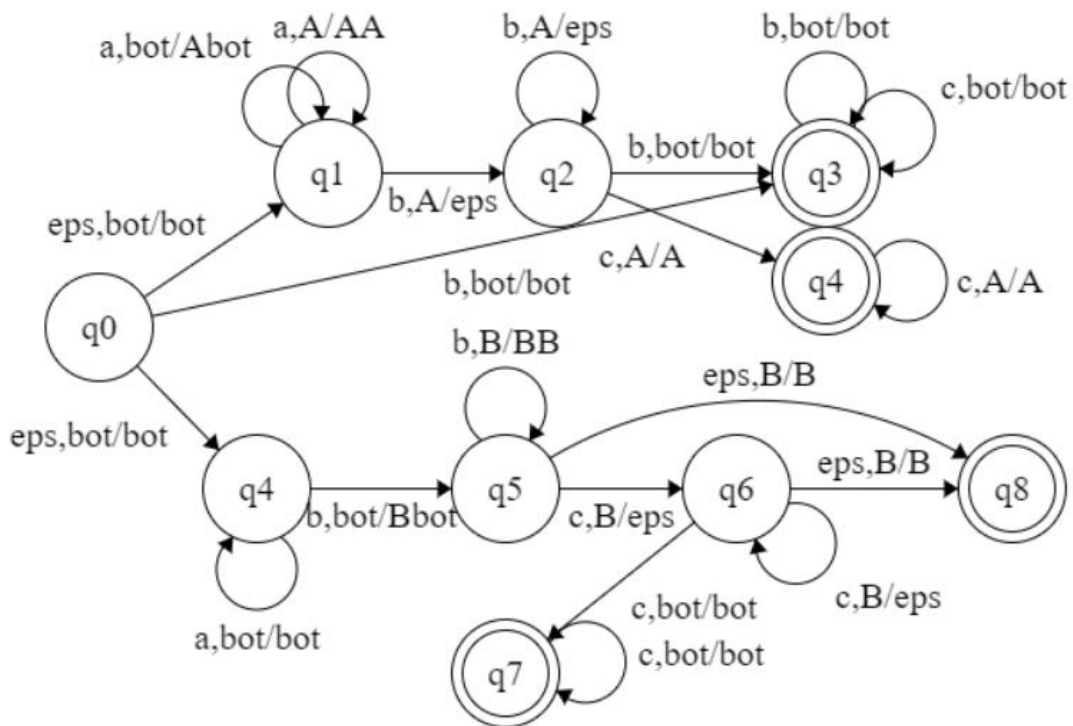 a,A/AA
b,A/eps
b,bot/bot
a,bot/Abot
c,bot/bot
q1
q2
b,bot/bot
q3
b,A/eps
eps,bot/bot
c,A/A
q4
c,A/A
b,bot/bot
q0
b,B/BB
eps,B/B
eps,bot/bot
q4
b,bot/Bbot
q5
c,B/eps
q6
eps,B/B
q8
c,B/eps
c,bot/bot
a,bot/bot
q7
c,bot/bot